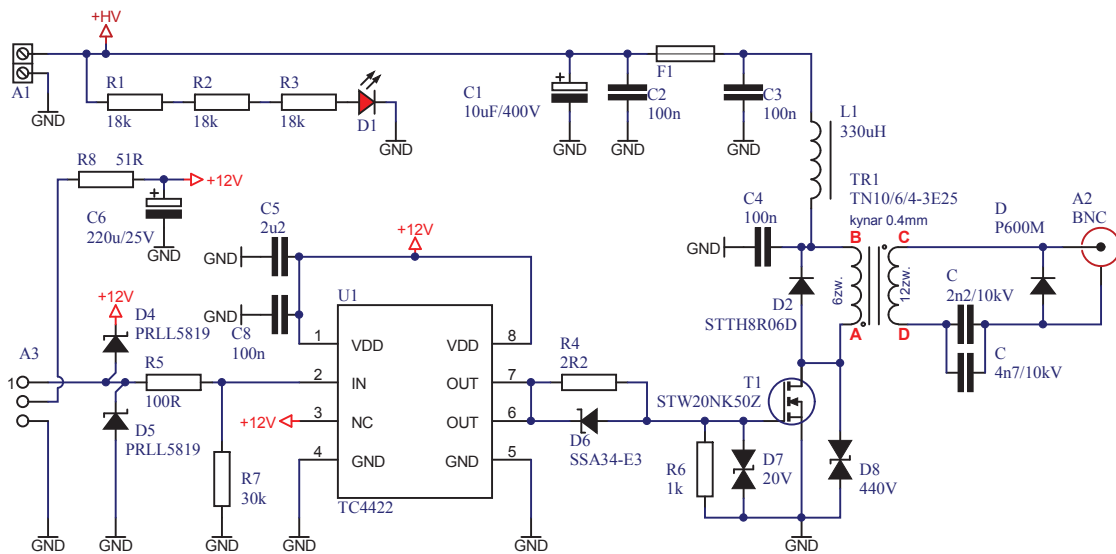 +HV
A1
GND
R1
18k
R2
18k
R3
18k
D1
GND
C1
10uF/400V
GND
C2
100n
GND
F1
C3
100n
GND
L1
330uH
R8 51R
+12V
C6
220u/25V
GND
C5
2u2
GND
+12V
C4
100n
GND
TR1
TN10/6/4-3E25
kynar 0.4mm
B
C
6zw.
12zw.
A
D
D
P600M
A2
BNC
C
2n2/10kV
C
4n7/10kV
D2
STTH8R06D
+12V
D4
PRLL5819
GND
C8
100n
U1
1
VDD
VDD
8
2
IN
OUT
7
3
NC
OUT
6
4
GND
GND
5
TC4422
A3
1
R5
100R
D5
PRLL5819
+12V
R7
30k
R4
2R2
D6
SSA34-E3
T1
STW20NK50Z
R6
1k
D7
20V
D8
440V
GND
GND
GND
GND
GND
GND